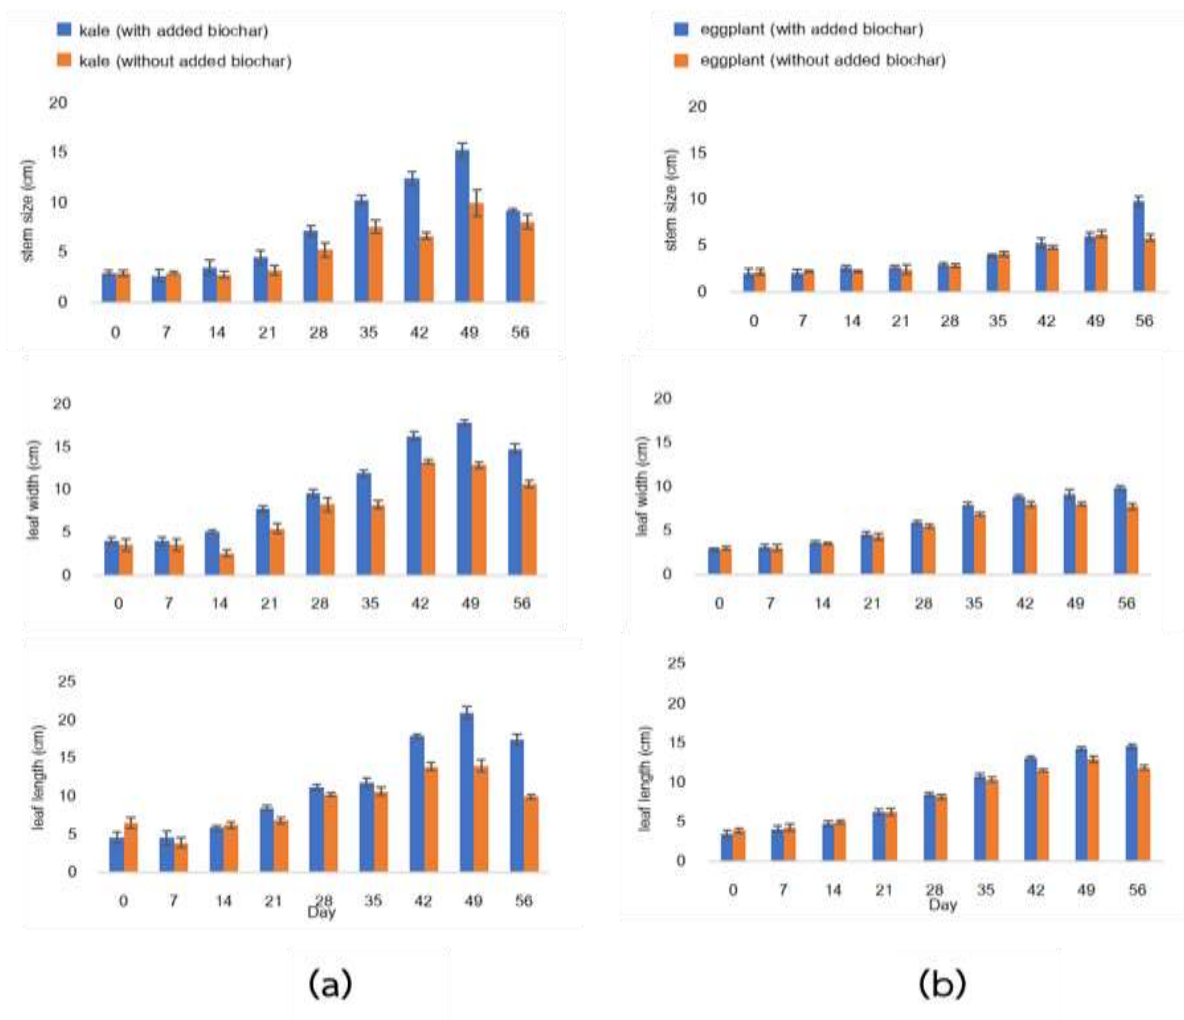 kale (with added biochar)
kale (without added biochar)
20
15
10
5
0
stem size (cm)
0 7 14 21 28 35 42 49 56
20
15
10
5
0
leaf width (cm)
0 7 14 21 28 35 42 49 56
25
20
15
10
5
0
leaf length (cm)
0 7 14 21 28 35 42 49 56
Day
(a)
eggplant (with added biochar)
eggplant (without added biochar)
20
15
10
5
0
stem size (cm)
0 7 14 21 28 35 42 49 56
20
15
10
5
0
leaf width (cm)
0 7 14 21 28 35 42 49 56
25
20
15
10
5
0
leaf length (cm)
0 7 14 21 28 35 42 49 56
Day
(b)